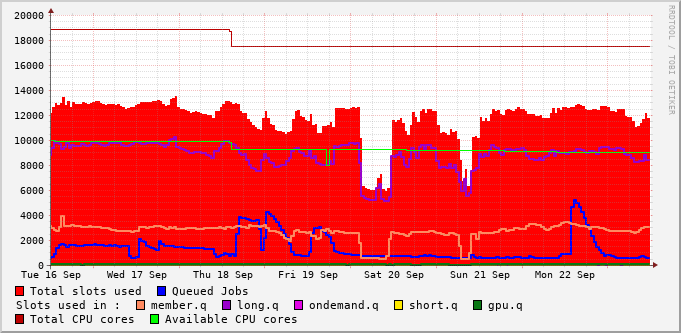 20000
18000
16000
14000
12000
10000
8000
6000
4000
2000
0
Tue 16 Sep Wed 17 Sep Thu 18 Sep Fri 19 Sep Sat 20 Sep Sun 21 Sep Mon 22 Sep
Total slots used Queued Jobs
Slots used in : member.q long.q ondemand.q short.q gpu.q
Total CPU cores Available CPU cores
RRDTOOL / TOBI OETIKER